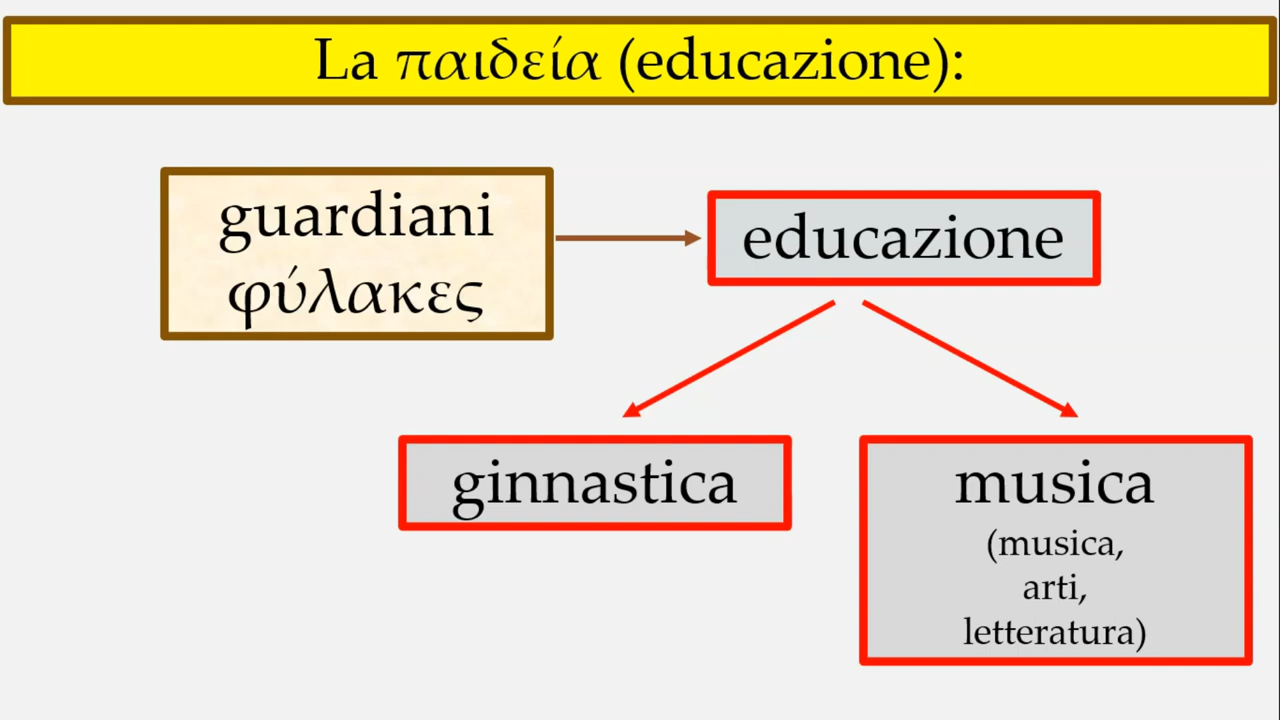 La παιδεία (educazione):
guardiani
φύλακες
educazione
ginnastica
musica
(musica,
arti,
letteratura)